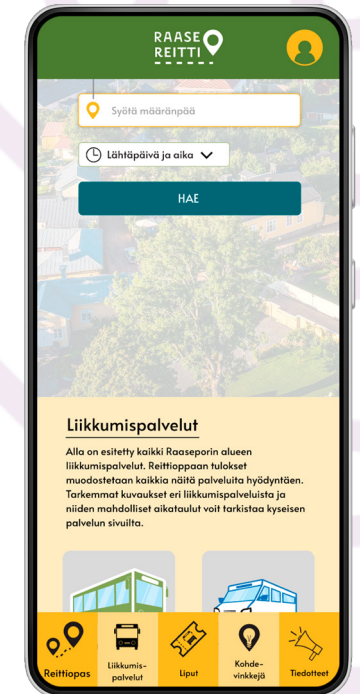 RAASE
REITTI
Syötä määränpää
Lähtäpäivä ja aika
HAE
Liikkumispalvelut
Alla on esitetty kaikki Raaseporin alueen
liikkumispalvelut. Reittioppaan tulokset
muodostetaan kaikkia näitä palveluita hyödyntäen.
Tarkemmat kuvaukset eri liikkumispalveluista ja
niiden mahdolliset aikataulut voit tarkistaa kyseisen
palvelun sivuilta.
Reittiopas
Liikkumis-
palvelut
Liput
Kohde-
vinkkejä
Tiedotteet